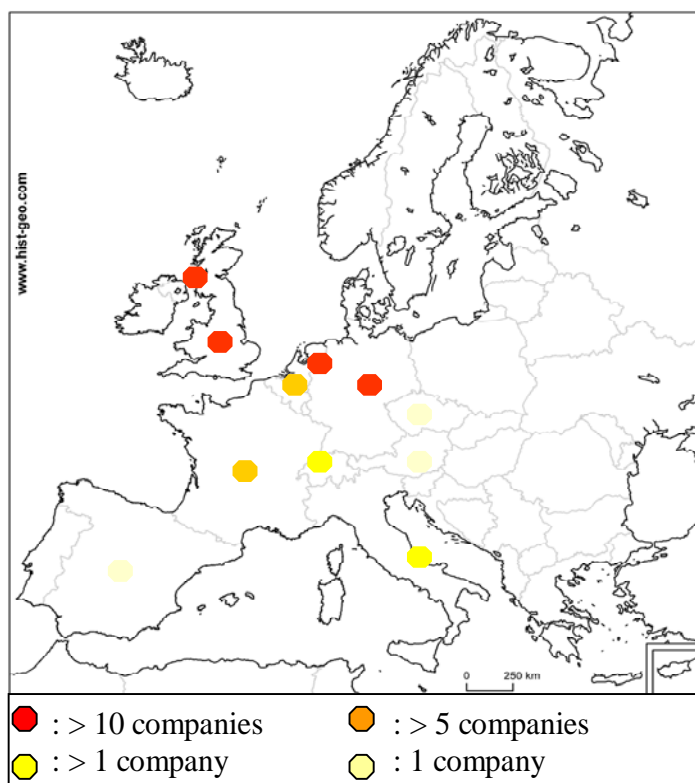 www.hist-geo.com
0 250 km
: > 10 companies
: > 5 companies
: > 1 company
: 1 company